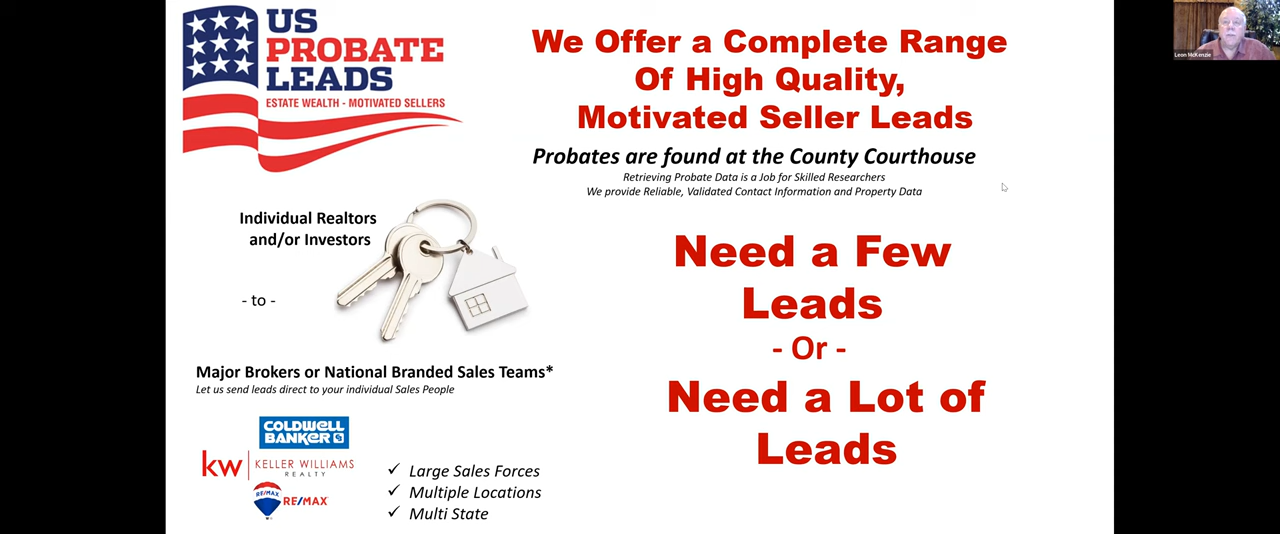 US
PROBATE
LEADS
ESTATE WEALTH - MOTIVATED SELLERS
We Offer a Complete Range
Of High Quality,
Motivated Seller Leads
Probates are found at the County Courthouse
Retrieving Probate Data is a Job for Skilled Researchers
We provide Reliable, Validated Contact Information and Property Data
Leon McKenzie
Individual Realtors
and/or Investors
- to -
Major Brokers or National Branded Sales Teams*
Let us send leads direct to your individual Sales People
COLDWELL
BANKER
kw KELLER WILLIAMS
REALTY
RE/MAX
RE/MAX
✓ Large Sales Forces
✓ Multiple Locations
✓ Multi State
Need a Few
Leads
- Or -
Need a Lot of
Leads